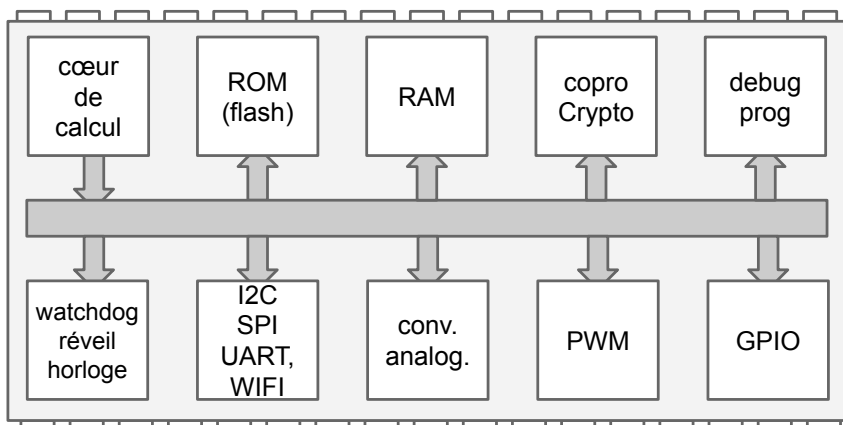 cœur
de
calcul
ROM
(flash)
RAM
copro
Crypto
debug
prog
watchdog
réveil
horloge
I2C
SPI
UART,
WIFI
conv.
analog.
PWM
GPIO